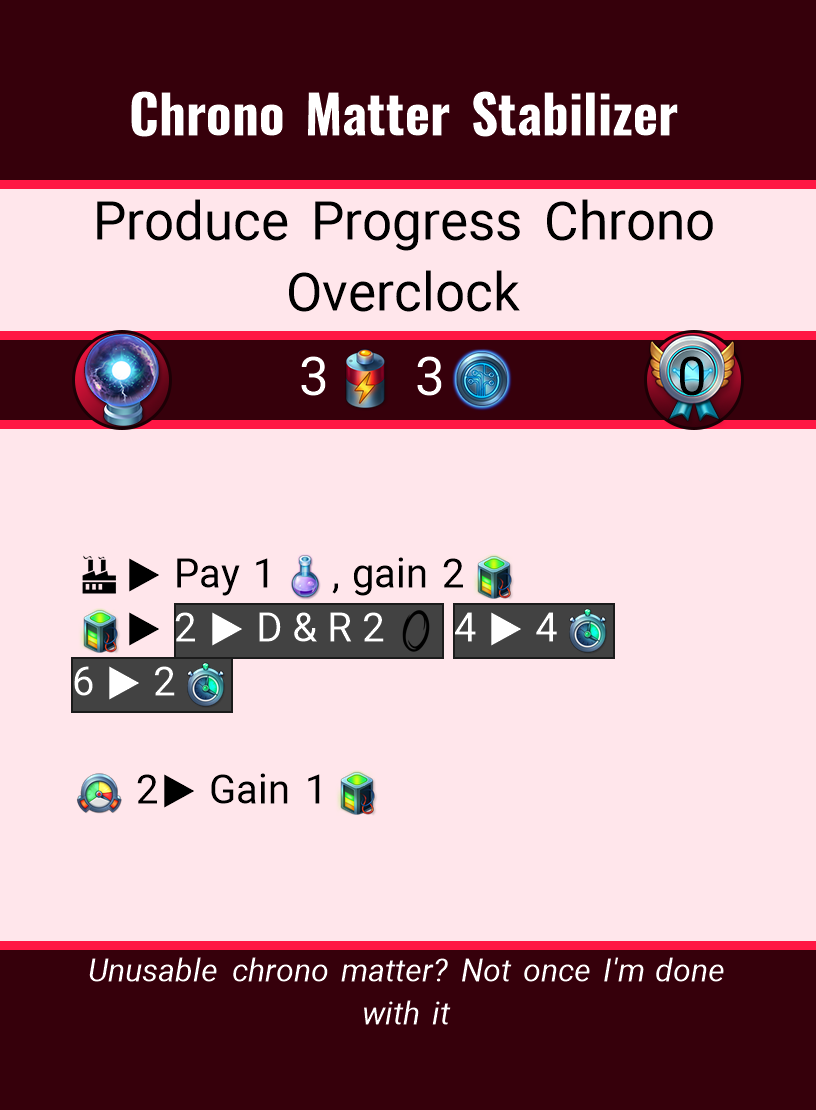 Chrono Matter Stabilizer
Produce Progress Chrono
Overclock
3 3 0
▶ Pay 1 , gain 2
▶ 2 ▶ D & R 2 4 ▶ 4
6 ▶ 2
2▶ Gain 1
Unusable chrono matter? Not once I'm done
with it